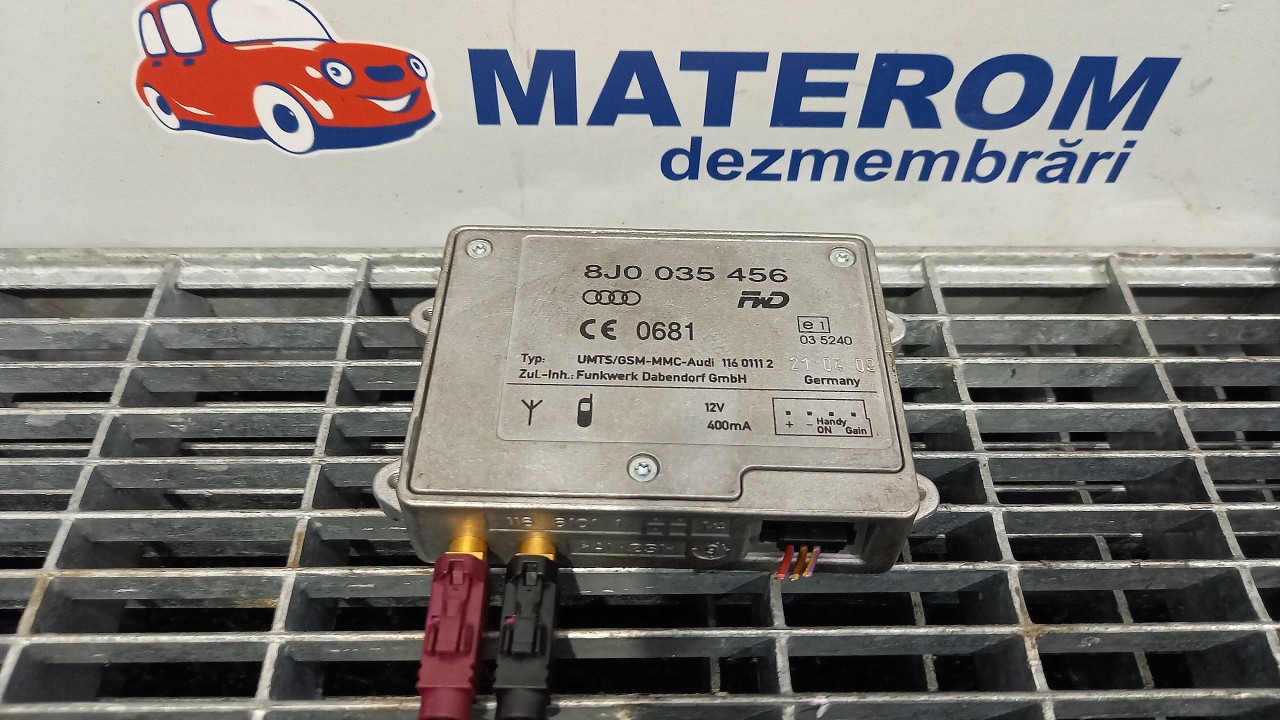 MATEROM
dezmembrări
8J0 035 456
FWD
CE 0681
e1
03 5240
Typ: UMTS/GSM-MMC-Audi 116 0111 2
21 04 09
Zul.-Inh.: Funkwerk Dabendorf GmbH
Germany
12V
400mA
+ - Handy ON Gain